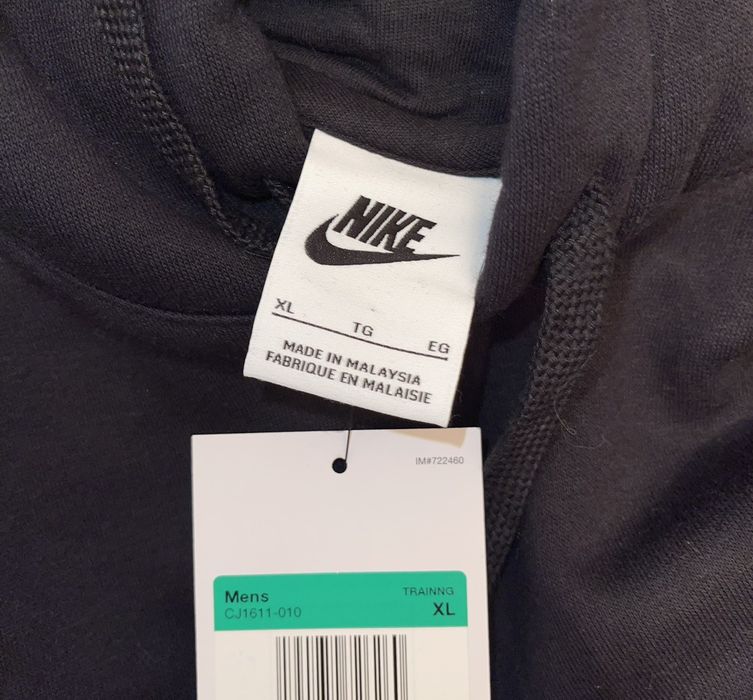 NIKE
XL
TG
EG
MADE IN MALAYSIA
FABRIQUE EN MALAISIE
IM#722460
Mens
TRAINNG
CJ1611-010
XL